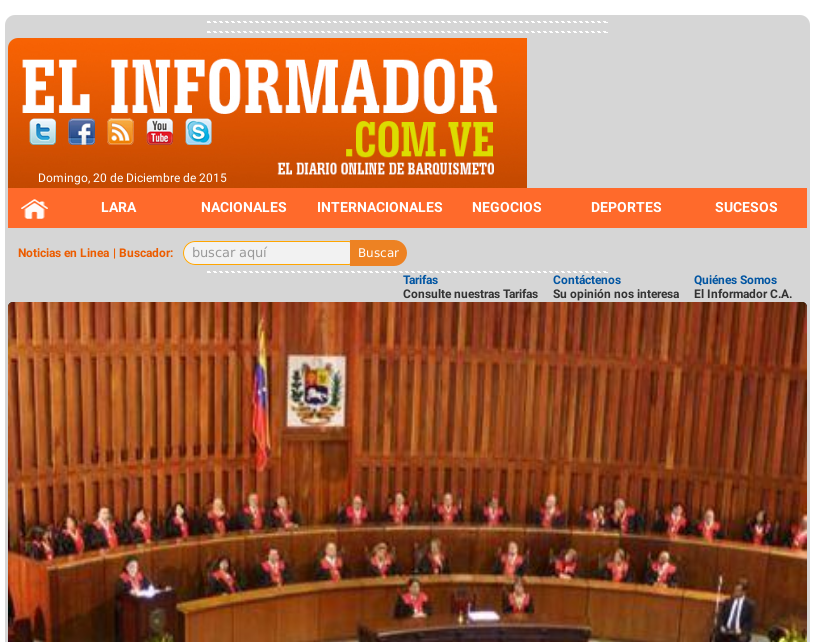 EL INFORMADOR
You
Tube
.COM.VE
EL DIARIO ONLINE DE BARQUISIMETO
Domingo, 20 de Diciembre de 2015
LARA NACIONALES INTERNACIONALES NEGOCIOS DEPORTES SUCESOS
Noticias en Linea | Buscador: buscar aquí Buscar
Tarifas Contáctenos Quiénes Somos
Consulte nuestras Tarifas Su opinión nos interesa El Informador C.A.